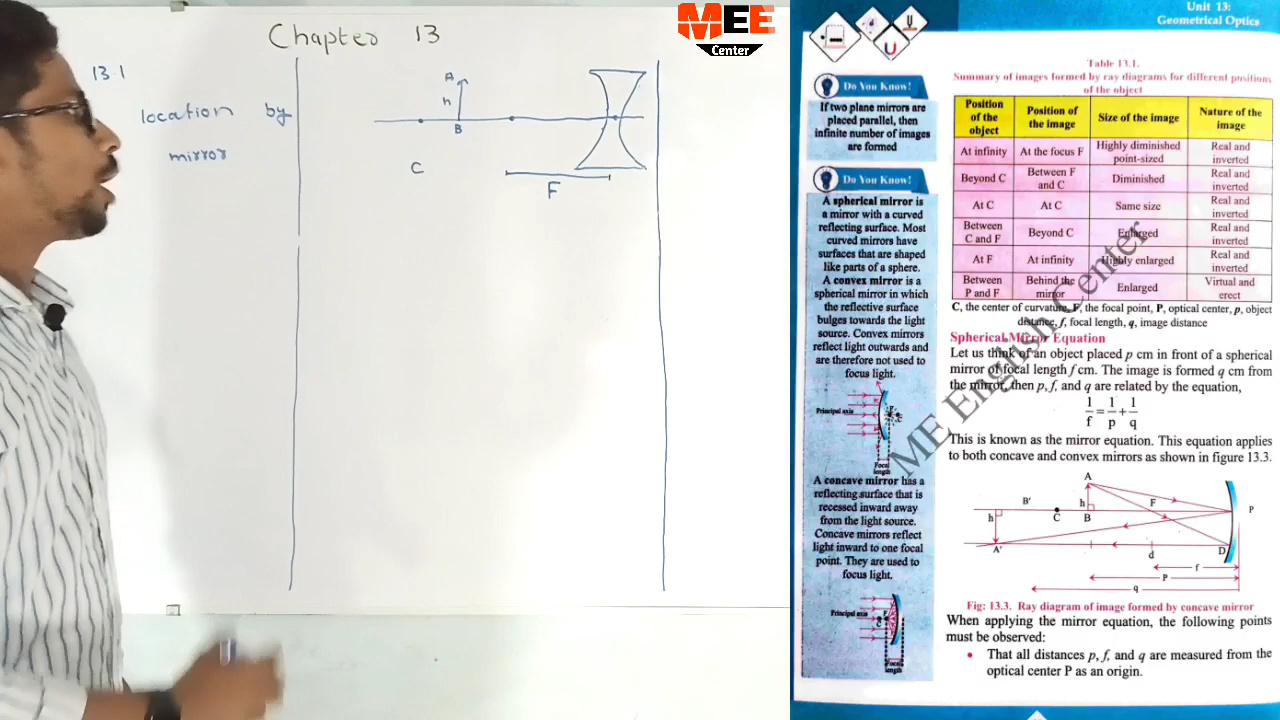 Chapter 13
13.1
location by
mirror
A
h
B
C
F
MEE
Center
Unit 13:
Geometrical Optics
Do You Know!
If two plane mirrors are
placed parallel, then
infinite number of images
are formed
Do You Know!
A spherical mirror is
a mirror with a curved
reflecting surface. Most
curved mirrors have
surfaces that are shaped
like parts of a sphere.
A convex mirror is a
spherical mirror in which
the reflective surface
bulges towards the light
source. Convex mirrors
reflect light outwards and
are therefore not used to
focus light.
Principal axis
Focal
length
A concave mirror has a
reflecting surface that is
recessed inward away
from the light source.
Concave mirrors reflect
light inward to one focal
point. They are used to
focus light.
Principal axis
F
C
Focal
length
Table 13.1.
Summary of images formed by ray diagrams for different positions
of the object
Position of the object Position of the image Size of the image Nature of the image
At infinity At the focus F Highly diminished point-sized Real and inverted
Beyond C Between F and C Diminished Real and inverted
At C At C Same size Real and inverted
Between C and F Beyond C Enlarged Real and inverted
At F At infinity Highly enlarged Real and inverted
Between P and F Behind the mirror Enlarged Virtual and erect
C, the center of curvature, F, the focal point, P, optical center, p, object
distance, f, focal length, q, image distance
Spherical Mirror Equation
Let us think of an object placed p cm in front of a spherical
mirror of focal length f cm. The image is formed q cm from
the mirror, then p, f, and q are related by the equation,
1/f = 1/p + 1/q
This is known as the mirror equation. This equation applies
to both concave and convex mirrors as shown in figure 13.3.
A
B' h F P
h C B
A' d D
f
P
q
Fig: 13.3. Ray diagram of image formed by concave mirror
When applying the mirror equation, the following points
must be observed:
• That all distances p, f, and q are measured from the
optical center P as an origin.
ME English Center